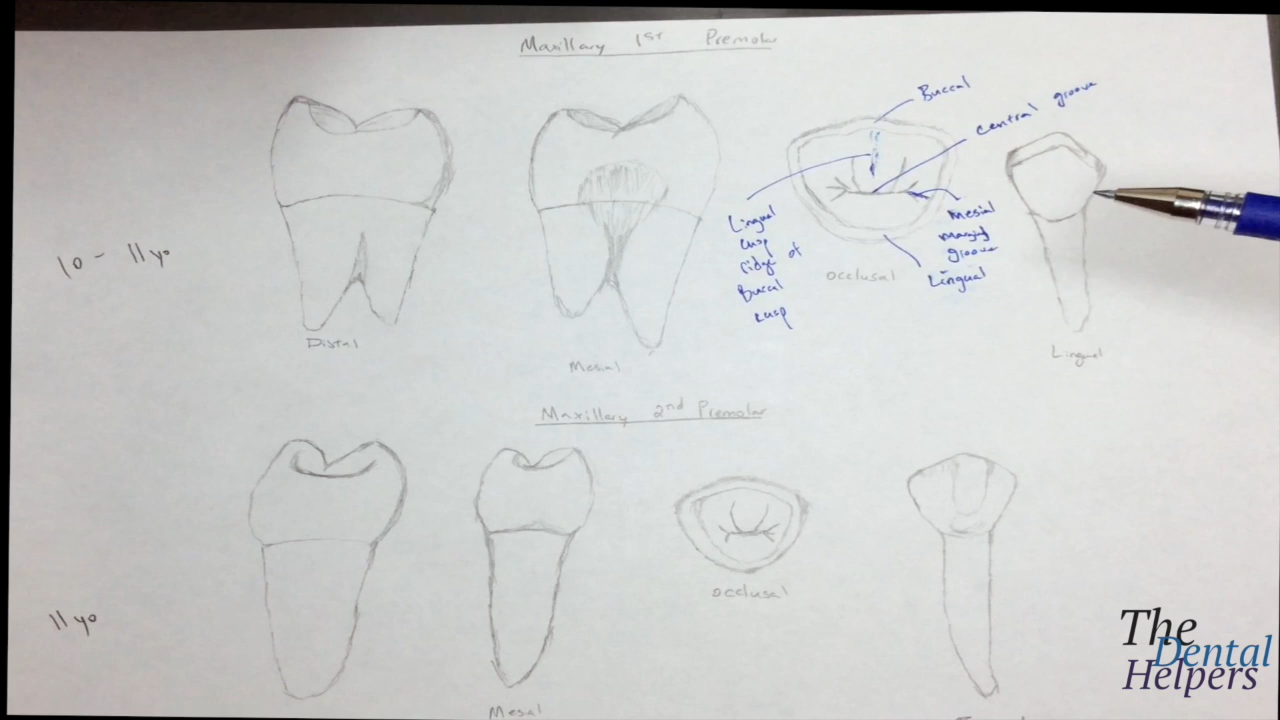 Maxillary 1st Premolar
Buccal
central groove
10 - 11 yo
Lingual
cusp
ridge of
Buccal
cusp
Mesial
groove
Lingual
occlusal
Distal
Mesial
Lingual
Maxillary 2nd Premolar
11 yo
occlusal
Mesial
The
Dental
Helpers